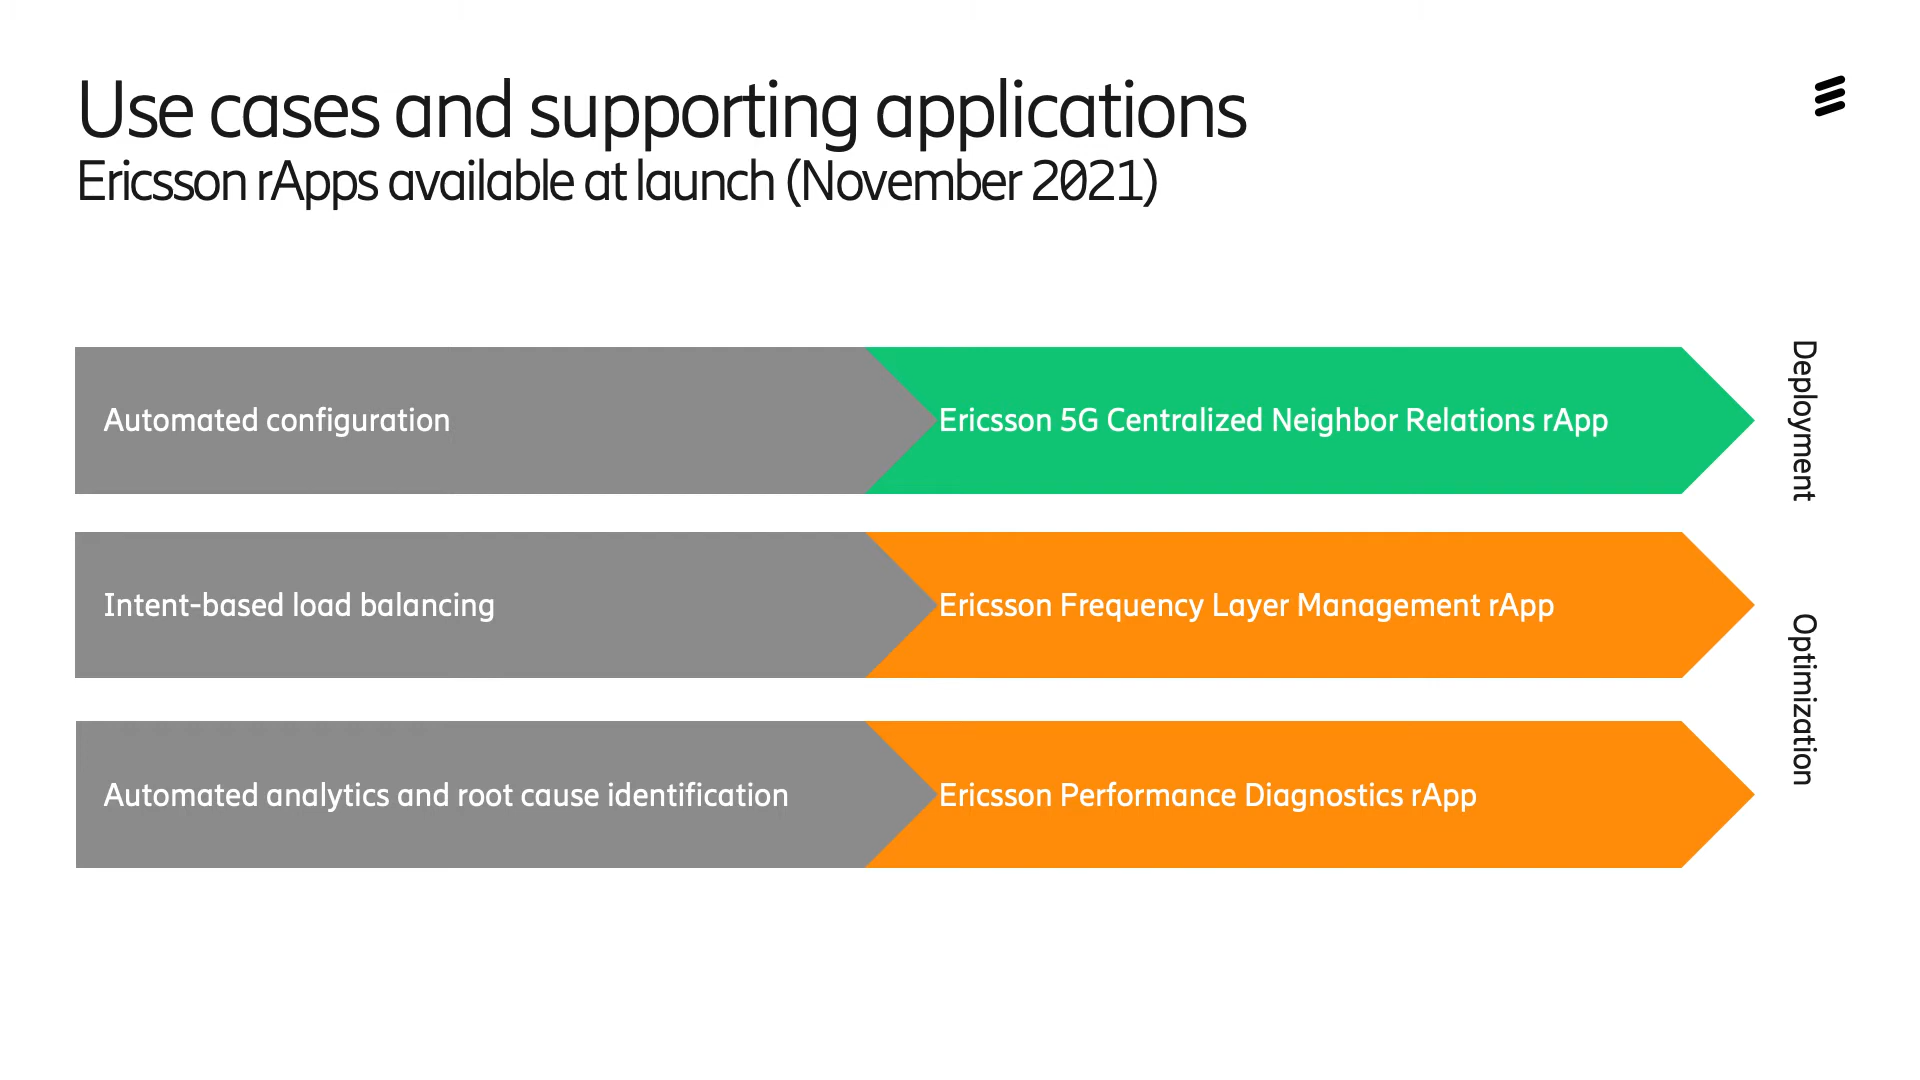 Use cases and supporting applications
Ericsson rApps available at launch (November 2021)
Automated configuration
Ericsson 5G Centralized Neighbor Relations rApp
Deployment
Intent-based load balancing
Ericsson Frequency Layer Management rApp
Optimization
Automated analytics and root cause identification
Ericsson Performance Diagnostics rApp